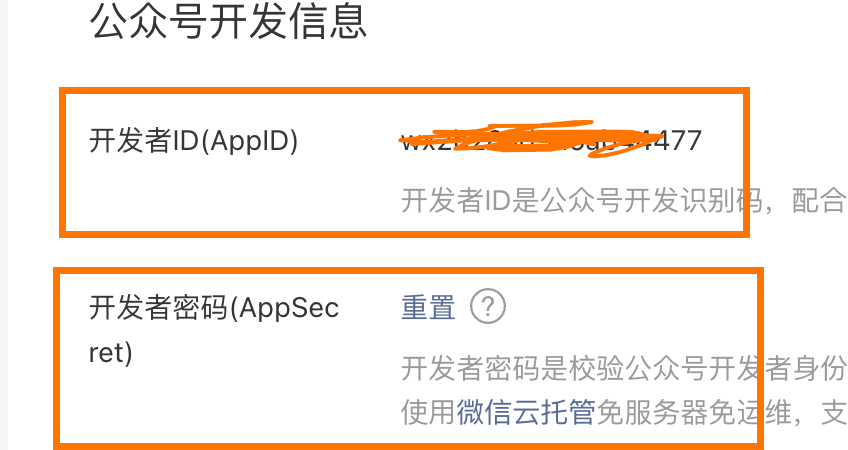 公众号开发信息
开发者ID(AppID)
4477
开发者ID是公众号开发识别码，配合
开发者密码(AppSec
ret)
重置 ?
开发者密码是校验公众号开发者身份
使用微信云托管免服务器免运维，支